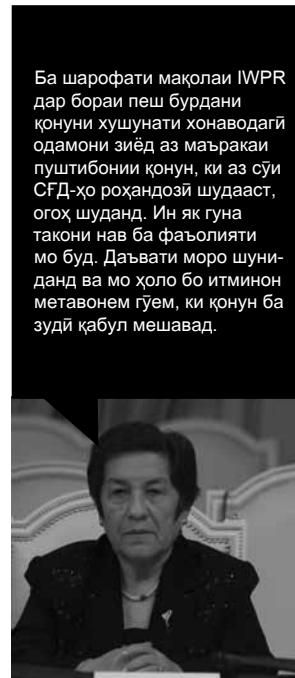 Ба шарофати мақолаи IWPR
дар бораи пеш бурдани
қонуни хушунати хонаводагӣ
одамони зиёд аз маъракаи
пуштибонии қонун, ки аз сӯи
СҒД-ҳо роҳандозӣ шудааст,
огоҳ шуданд. Ин як гуна
такони нав ба фаъолияти
мо буд. Даъвати моро шуни-
данд ва мо ҳоло бо итминон
метавонем гӯем, ки қонун ба
зудӣ қабул мешавад.